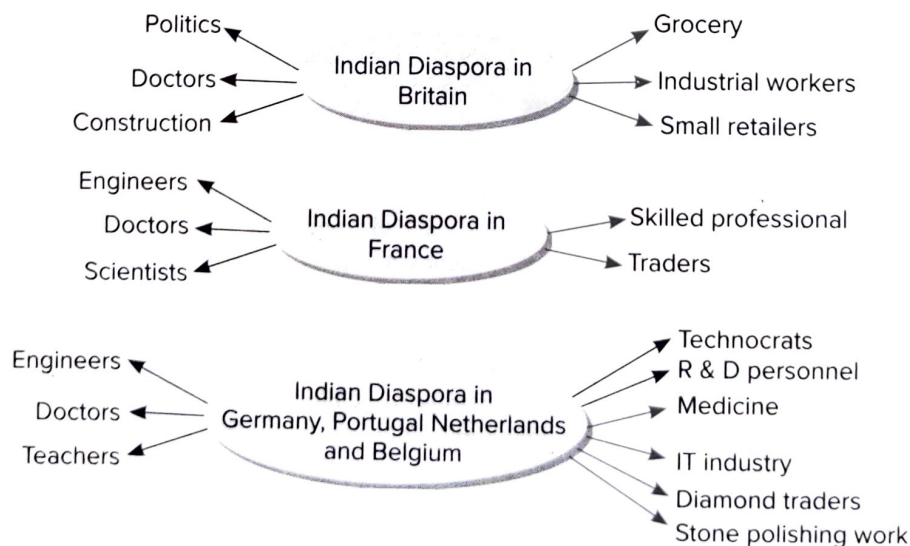 Politics
Doctors
Construction
Indian Diaspora in
Britain
Grocery
Industrial workers
Small retailers
Engineers
Doctors
Scientists
Indian Diaspora in
France
Skilled professional
Traders
Engineers
Doctors
Teachers
Indian Diaspora in
Germany, Portugal Netherlands
and Belgium
Technocrats
R & D personnel
Medicine
IT industry
Diamond traders
Stone polishing work